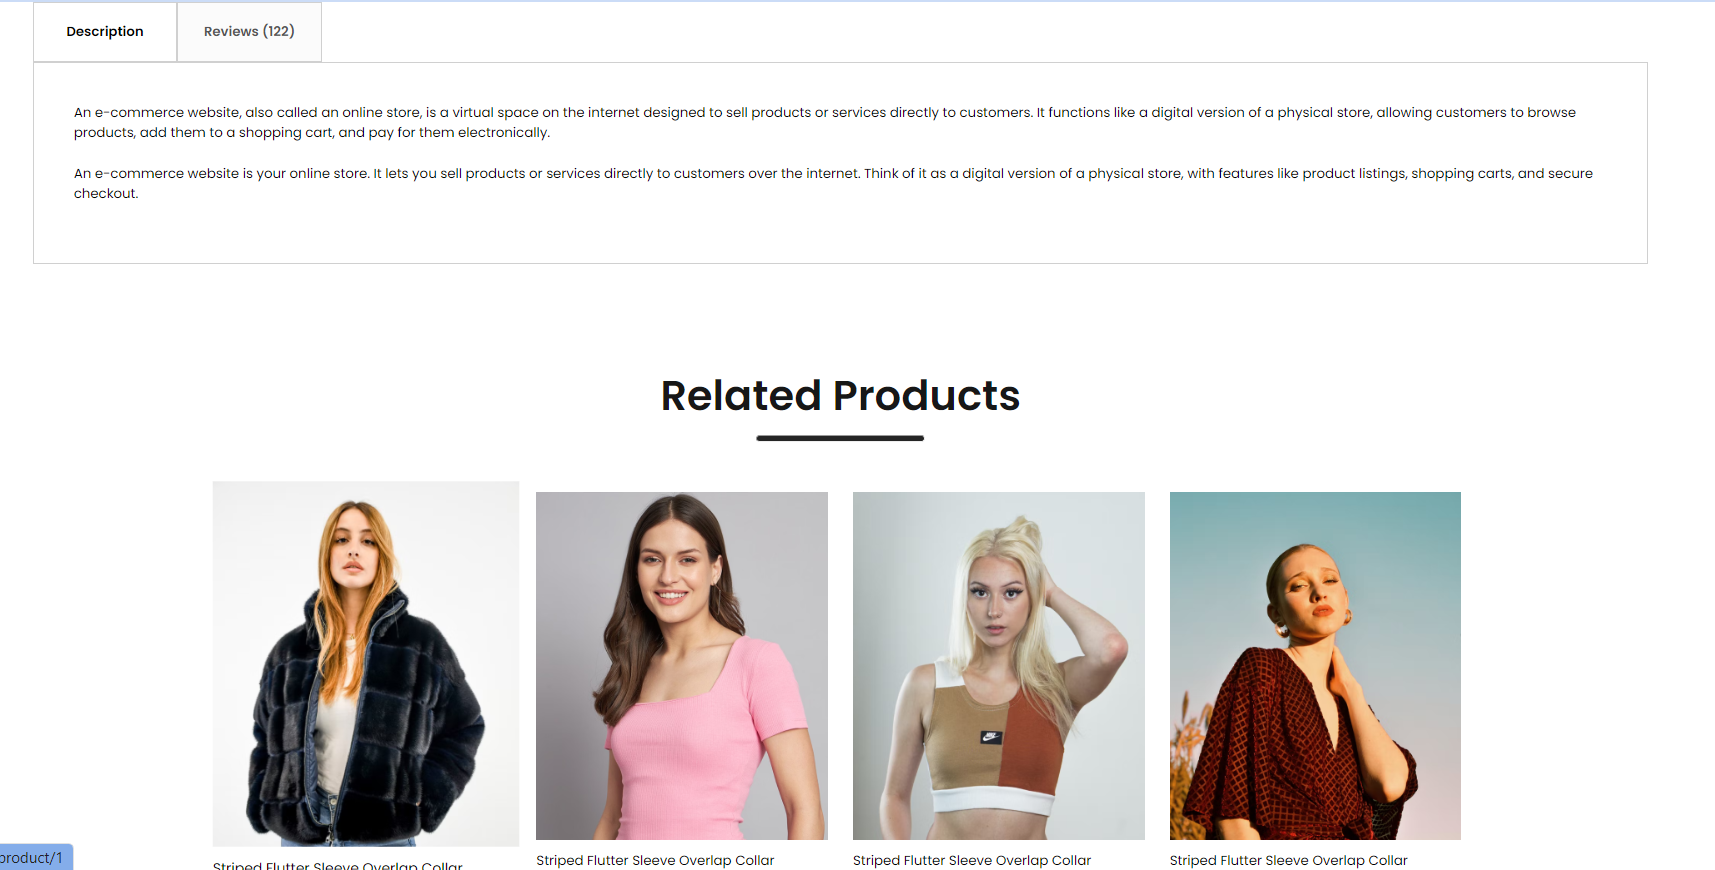 Description
Reviews (122)
An e-commerce website, also called an online store, is a virtual space on the internet designed to sell products or services directly to customers. It functions like a digital version of a physical store, allowing customers to browse
products, add them to a shopping cart, and pay for them electronically.
An e-commerce website is your online store. It lets you sell products or services directly to customers over the internet. Think of it as a digital version of a physical store, with features like product listings, shopping carts, and secure
checkout.
Related Products
NIKE
Striped Flutter Sleeve Overlap Collar
Striped Flutter Sleeve Overlap Collar
Striped Flutter Sleeve Overlap Collar
Striped Flutter Sleeve Overlap Collar
product/1